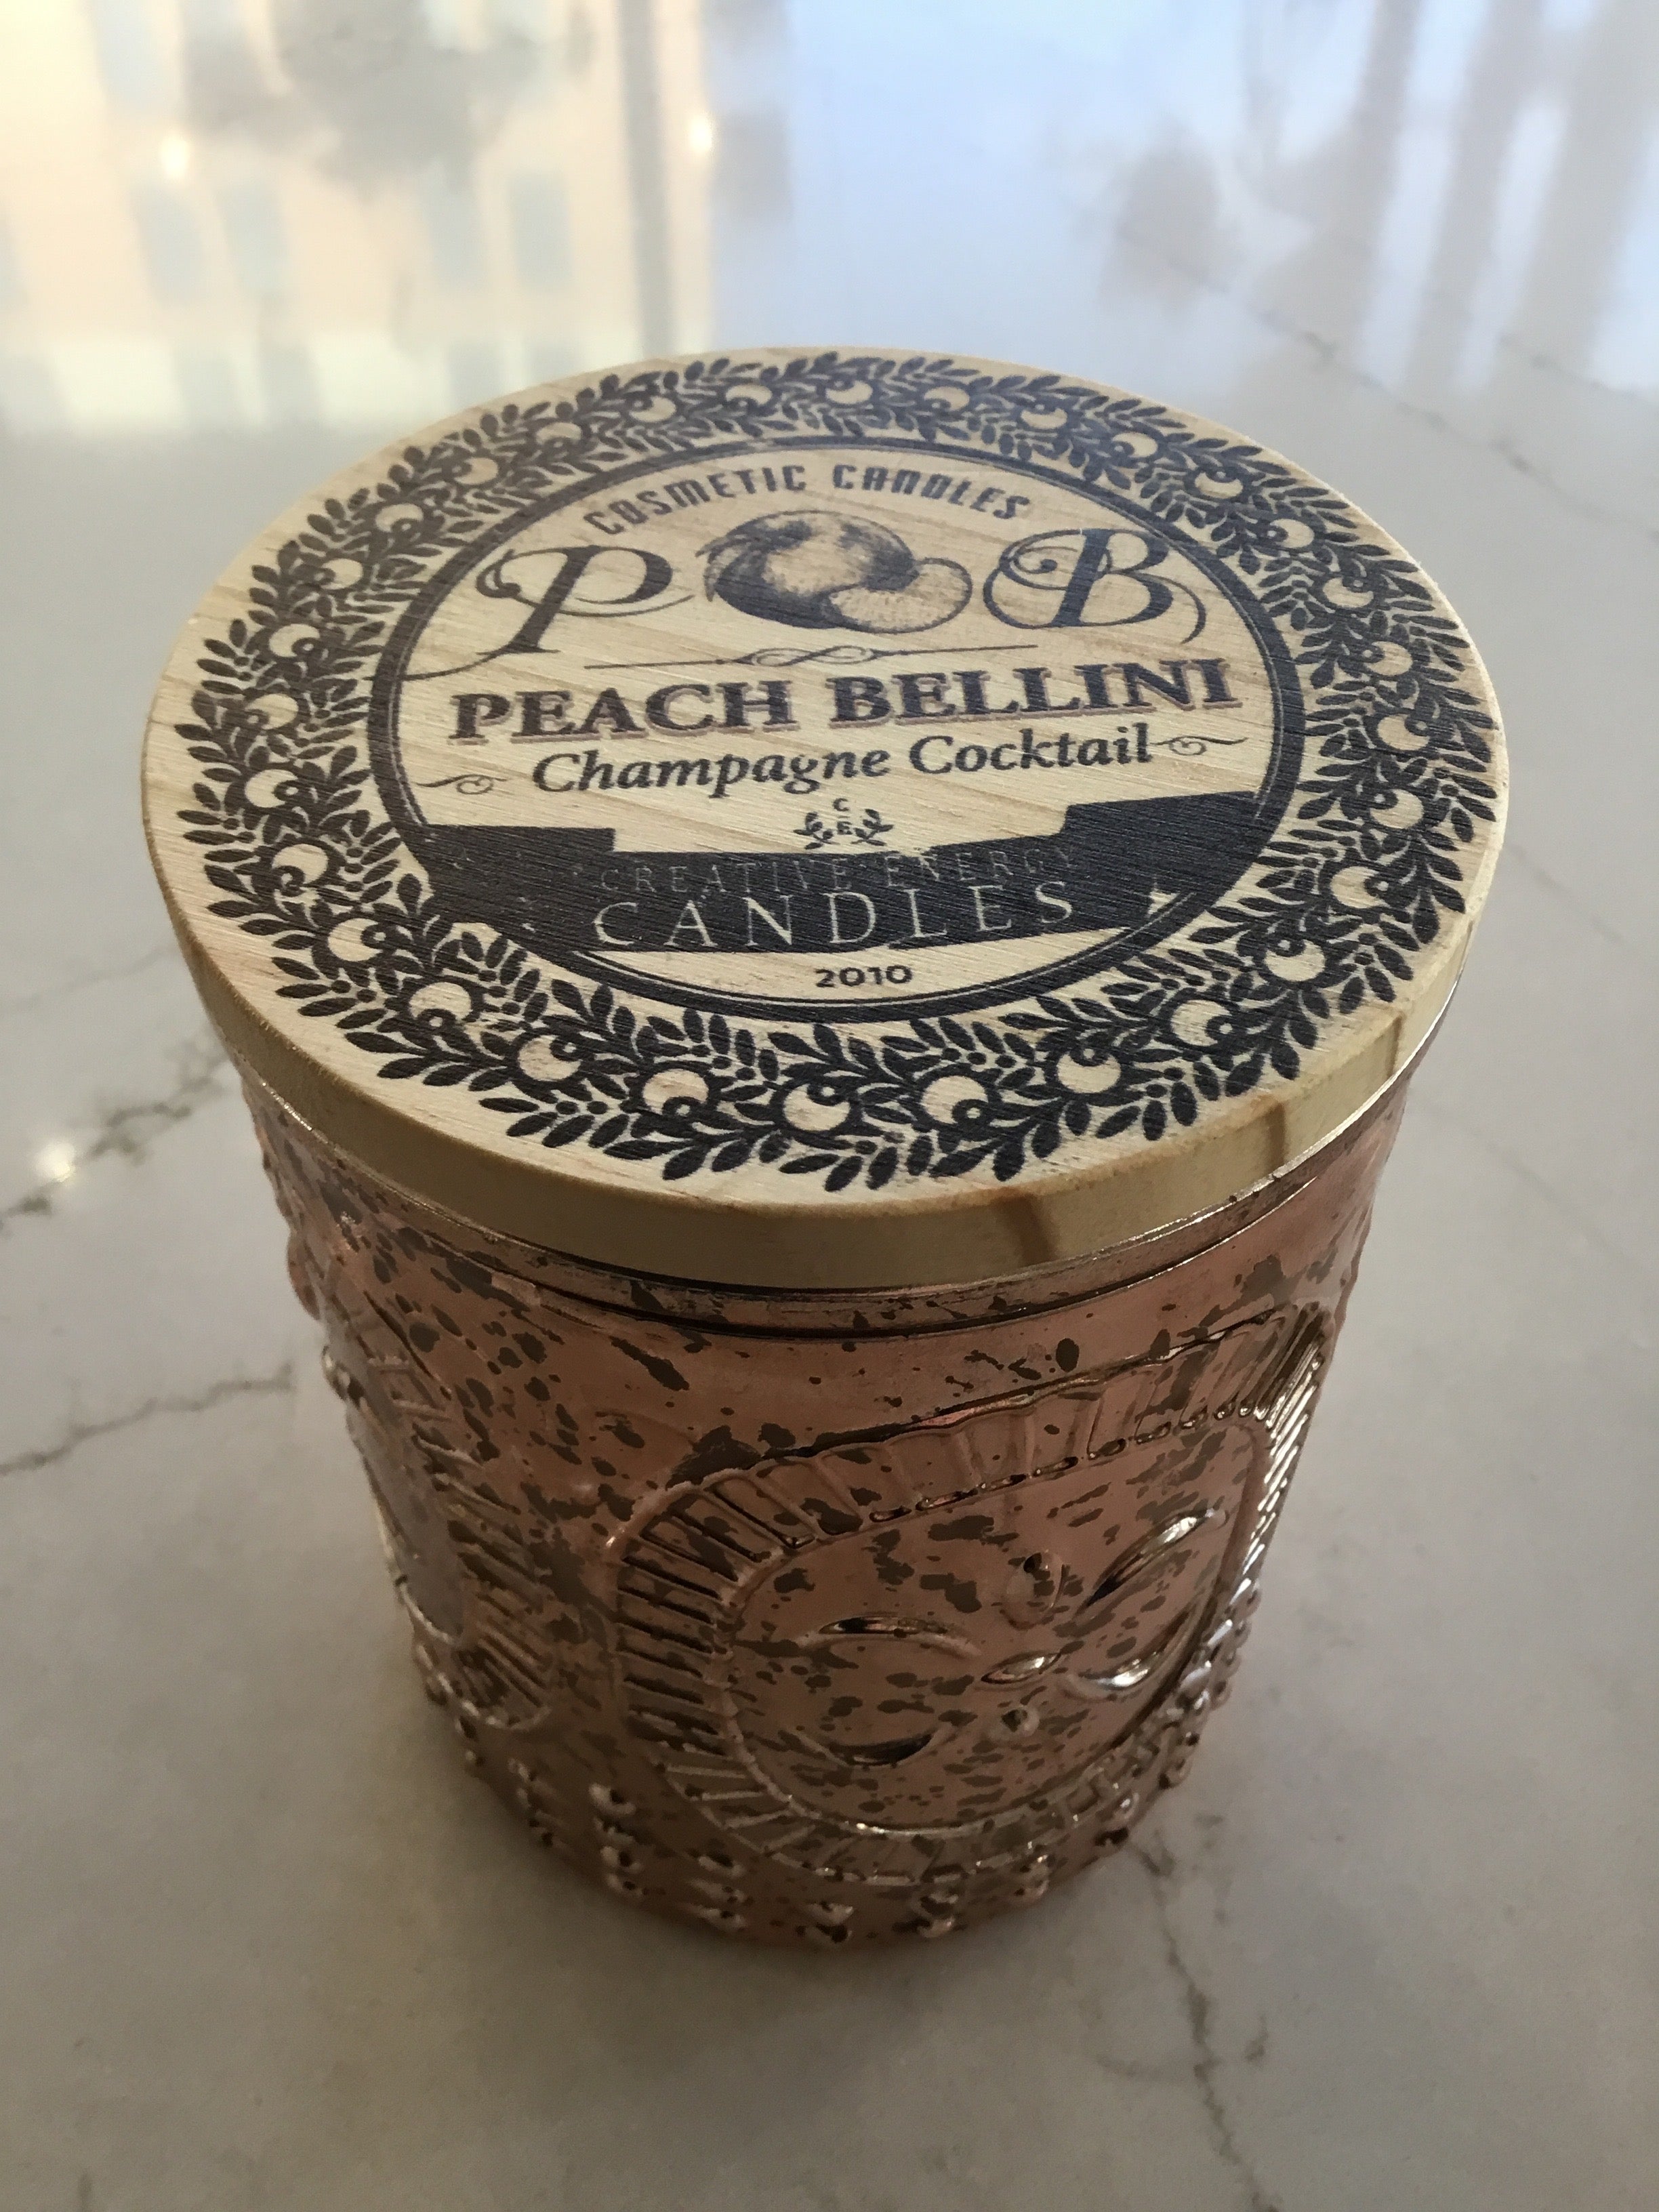 COSMETIC CANDLES
P B
PEACH BELLINI
Champagne Cocktail
C
E
CREATIVE ENERGY
CANDLES
2010